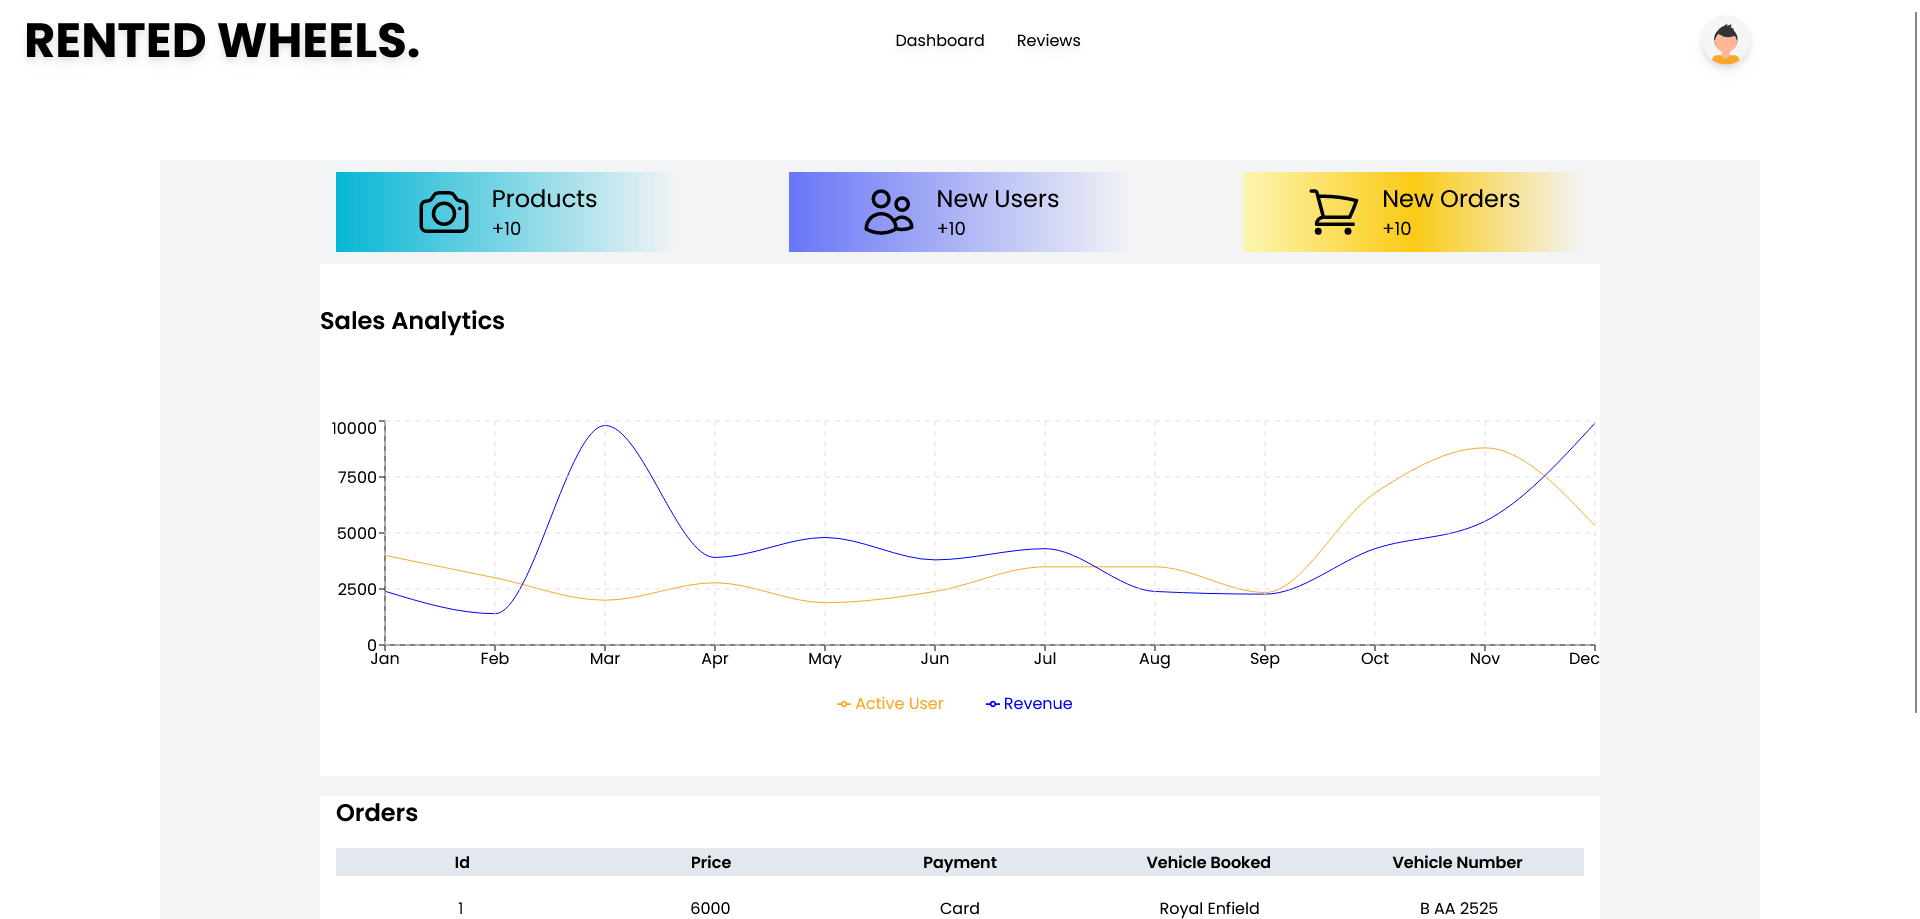 RENTED WHEELS.
Dashboard Reviews
Products
+10
New Users
+10
New Orders
+10
Sales Analytics
10000
7500
5000
2500
0
Jan Feb Mar Apr May Jun Jul Aug Sep Oct Nov Dec
Active User Revenue
Orders
Id Price Payment Vehicle Booked Vehicle Number
1 6000 Card Royal Enfield B AA 2525